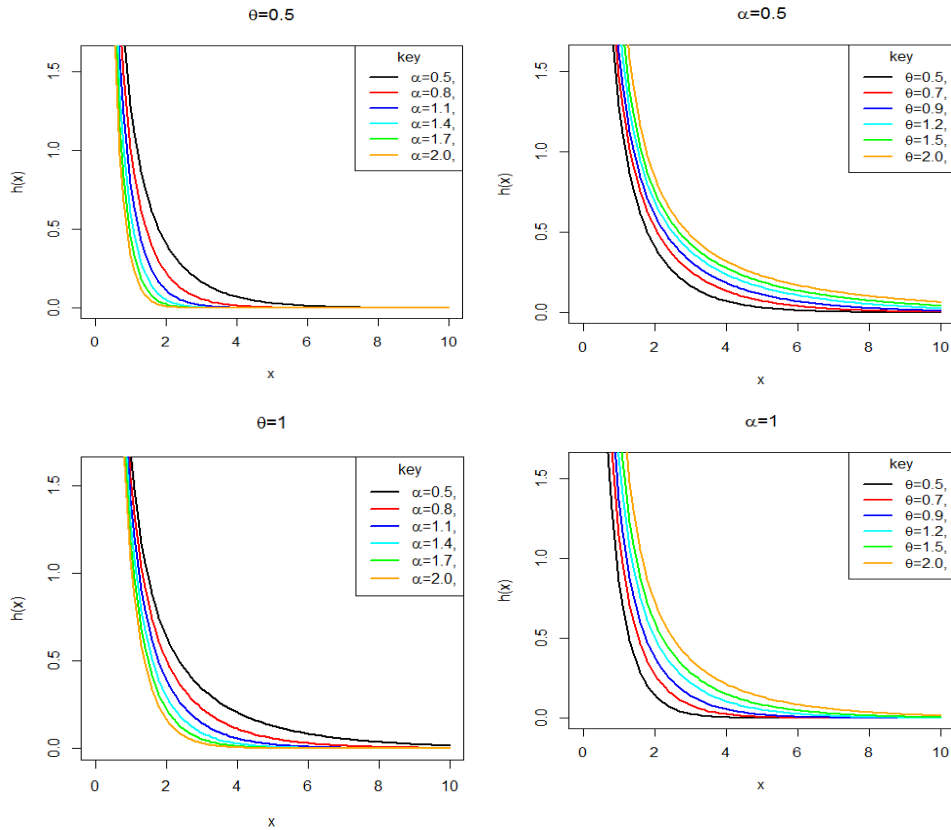 θ=0.5
1.5
1.0
0.5
0.0
h(x)
0 2 4 6 8 10
x
key
α=0.5,
α=0.8,
α=1.1,
α=1.4,
α=1.7,
α=2.0,
α=0.5
1.5
1.0
0.5
0.0
h(x)
0 2 4 6 8 10
x
key
θ=0.5,
θ=0.7,
θ=0.9,
θ=1.2,
θ=1.5,
θ=2.0,
θ=1
1.5
1.0
0.5
0.0
h(x)
0 2 4 6 8 10
x
key
α=0.5,
α=0.8,
α=1.1,
α=1.4,
α=1.7,
α=2.0,
α=1
1.5
1.0
0.5
0.0
h(x)
0 2 4 6 8 10
x
key
θ=0.5,
θ=0.7,
θ=0.9,
θ=1.2,
θ=1.5,
θ=2.0,